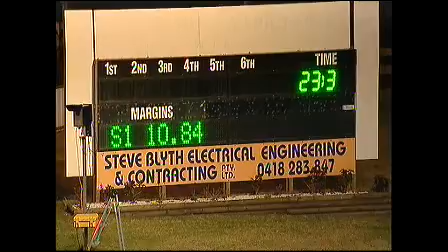 1ST 2ND 3RD 4TH 5TH 6TH TIME
23:3
MARGINS
S1 10.84
STEVE BLYTH ELECTRICAL ENGINEERING
& CONTRACTING PTY. LTD. 0418 283 847